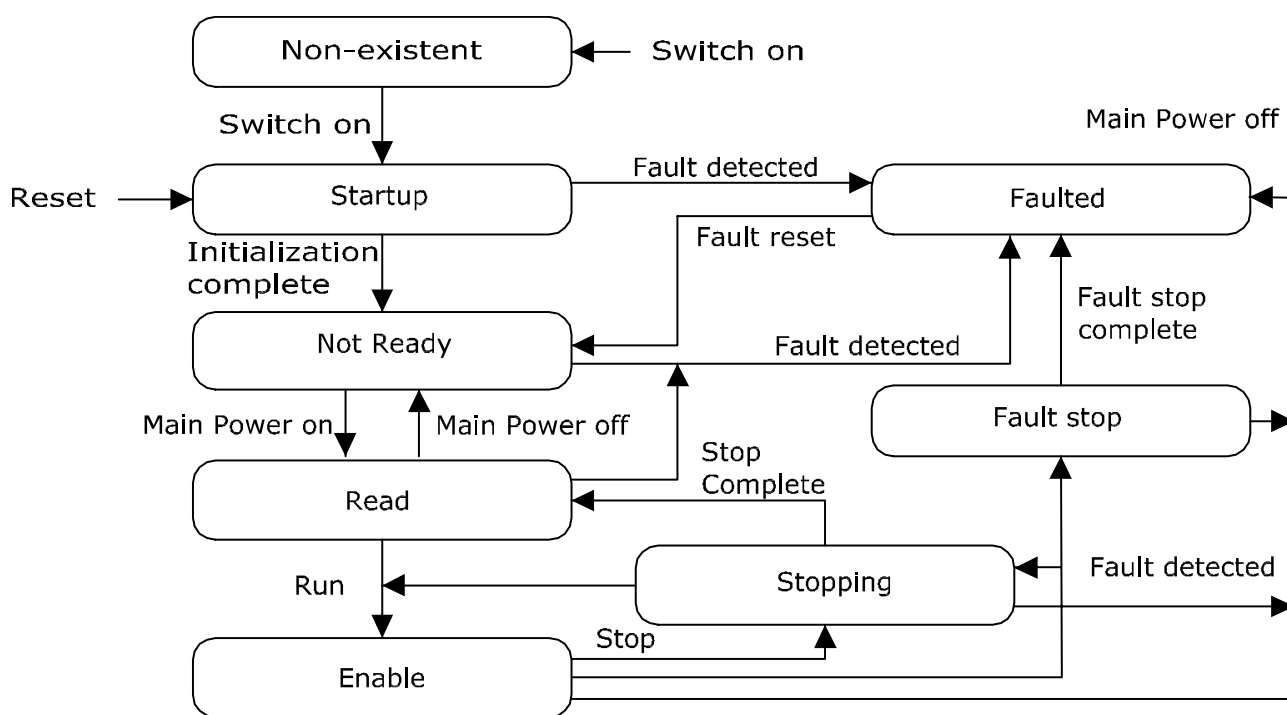 Non-existent
Switch on
Switch on
Main Power off
Reset
Startup
Fault detected
Faulted
Initialization
complete
Fault reset
Not Ready
Fault detected
Fault stop
complete
Main Power on
Main Power off
Fault stop
Read
Stop
Complete
Run
Stopping
Fault detected
Stop
Enable